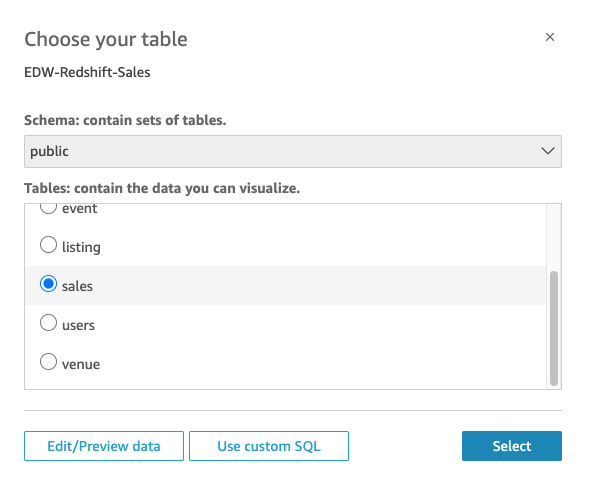 Choose your table
EDW-Redshift-Sales
Schema: contain sets of tables.
public
Tables: contain the data you can visualize.
event
listing
sales
users
venue
Edit/Preview data
Use custom SQL
Select